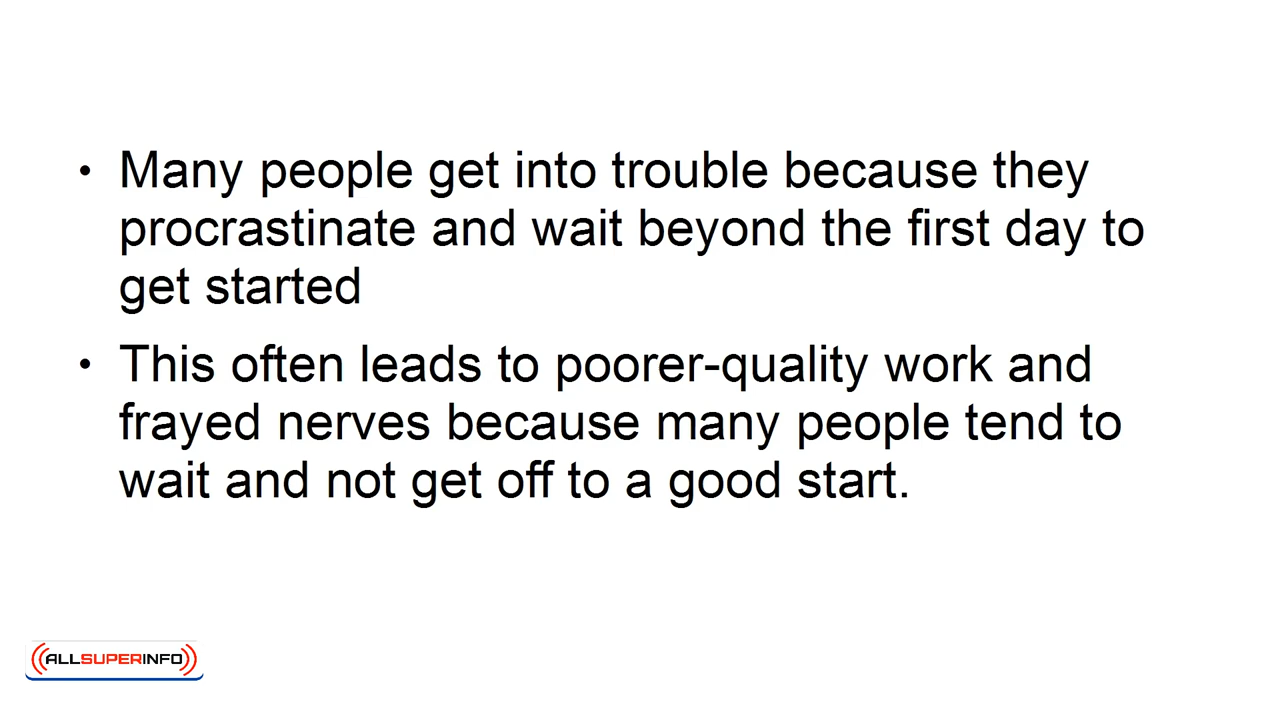 • Many people get into trouble because they
procrastinate and wait beyond the first day to
get started
• This often leads to poorer-quality work and
frayed nerves because many people tend to
wait and not get off to a good start.
ALLSUPERINFO